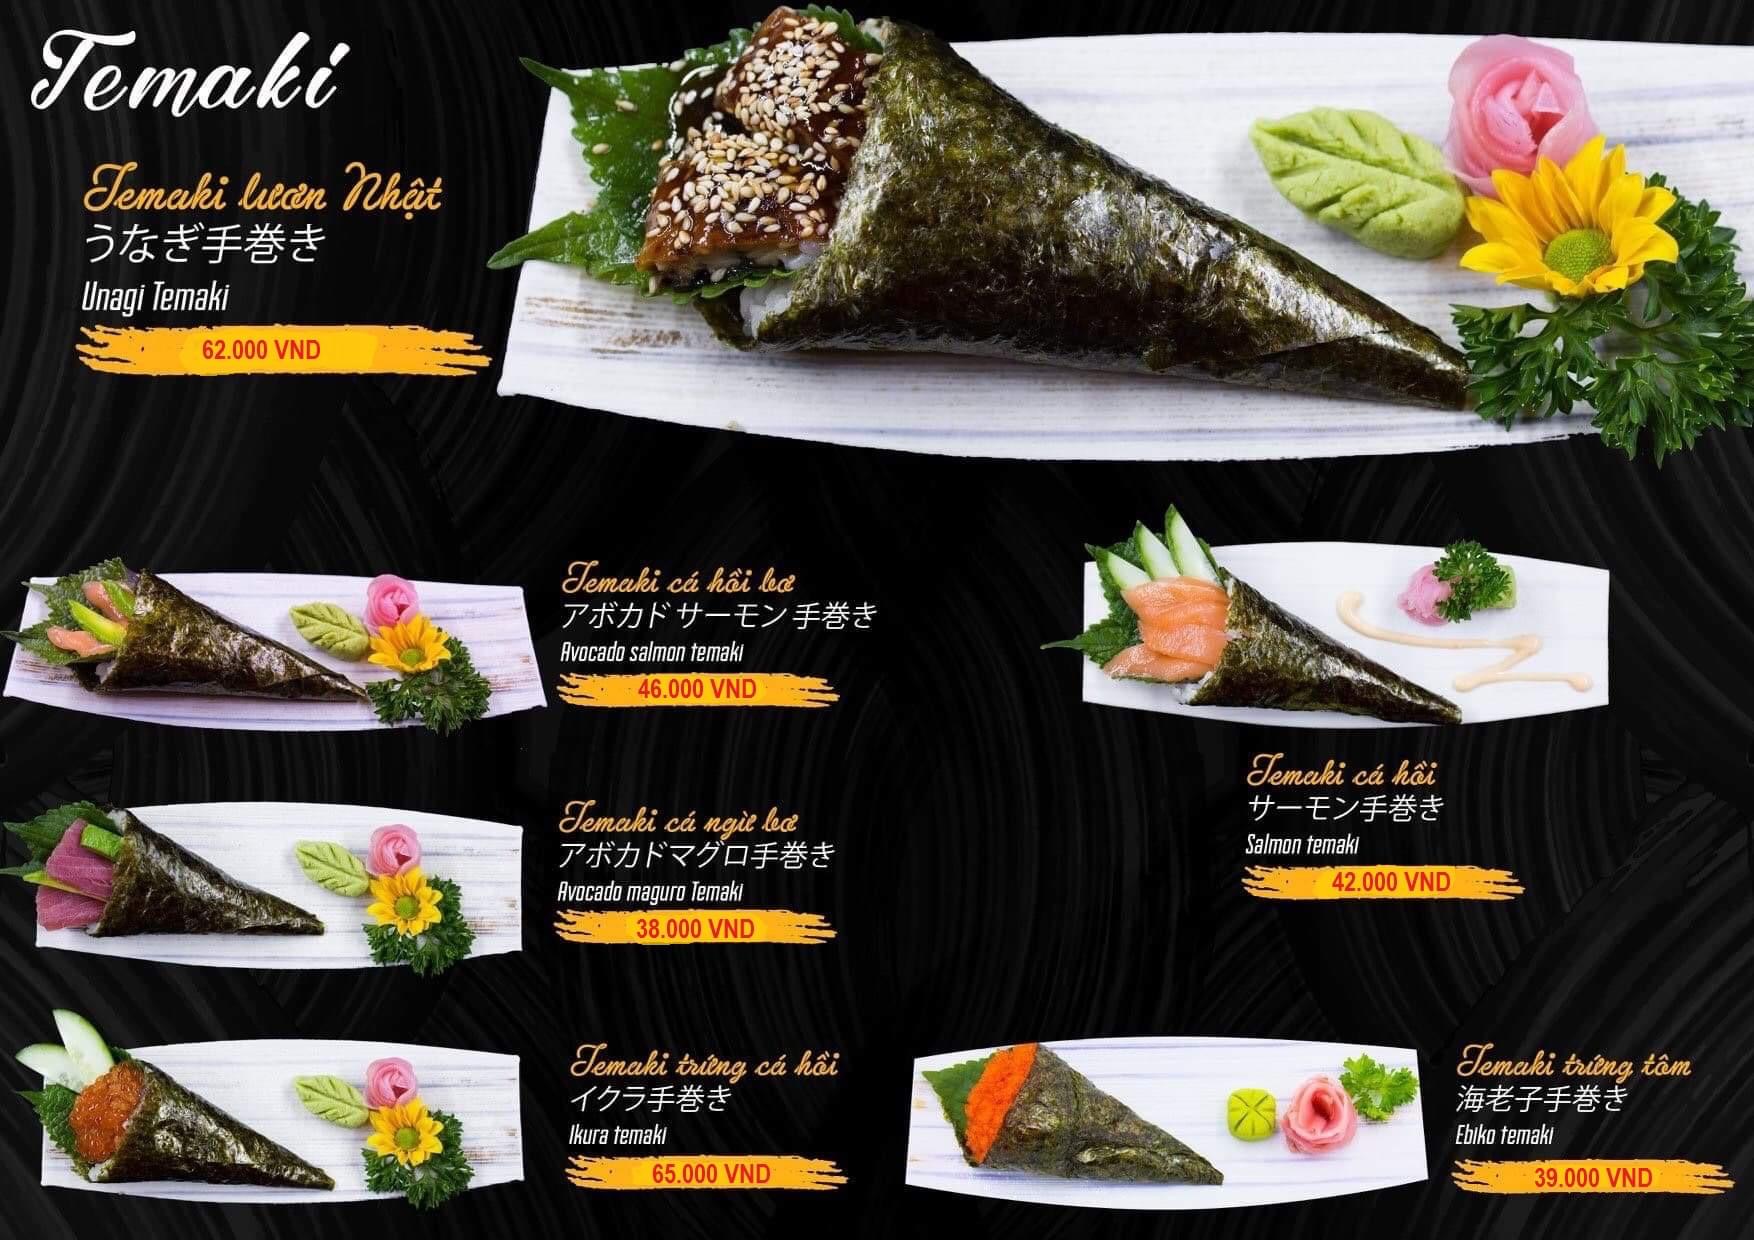 Temaki
Temaki lươn Nhật
うなぎ手巻き
Unagi Temaki
62.000 VND
Temaki cá hồi bơ
アボカド サーモン 手巻き
Avocado salmon temaki
46.000 VND
Temaki cá hồi
サーモン手巻き
Salmon temaki
42.000 VND
Temaki cá ngừ bơ
アボカドマグロ手巻き
Avocado maguro Temaki
38.000 VND
Temaki trứng cá hồi
イクラ手巻き
Ikura temaki
65.000 VND
Temaki trứng tôm
海老子手巻き
Ebiko temaki
39.000 VND